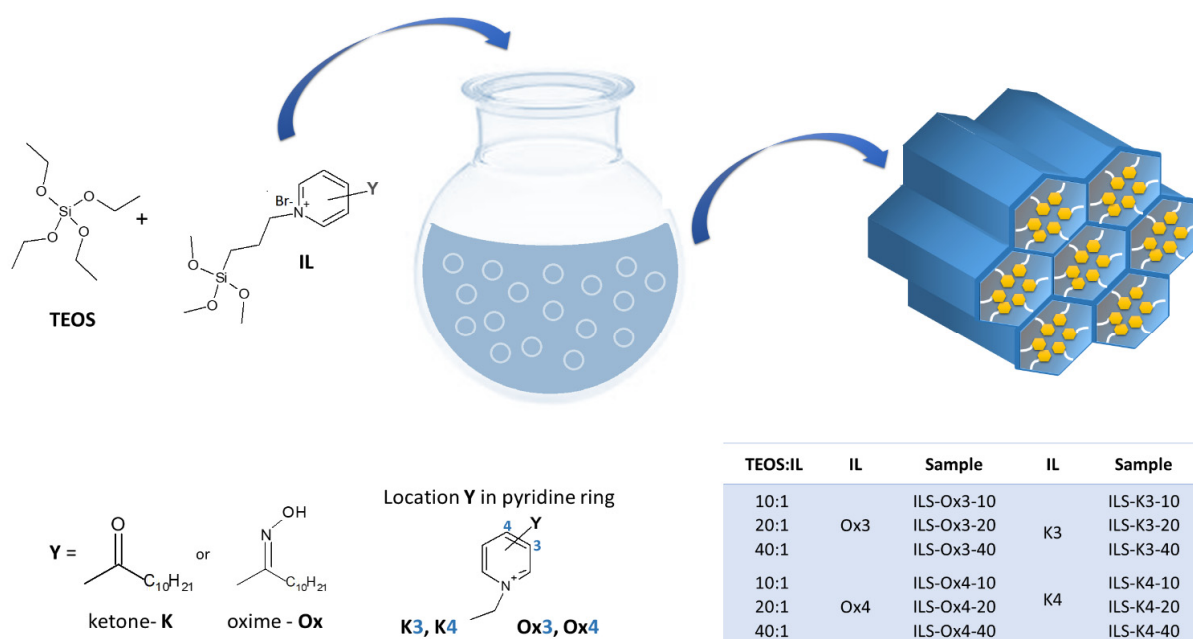 TEOS
+
Br-
N+
Y
Si
O
O
O
IL
O
O
Si
O
O
Y =
O
C10H21
ketone- K
or
OH
N
C10H21
oxime - Ox
Location Y in pyridine ring
Y
4
3
N+
K3, K4
Ox3, Ox4
TEOS:IL IL Sample IL Sample
10:1 ILS-Ox3-10 ILS-K3-10
20:1 Ox3 ILS-Ox3-20 K3 ILS-K3-20
40:1 ILS-Ox3-40 ILS-K3-40
10:1 ILS-Ox4-10 ILS-K4-10
20:1 Ox4 ILS-Ox4-20 K4 ILS-K4-20
40:1 ILS-Ox4-40 ILS-K4-40